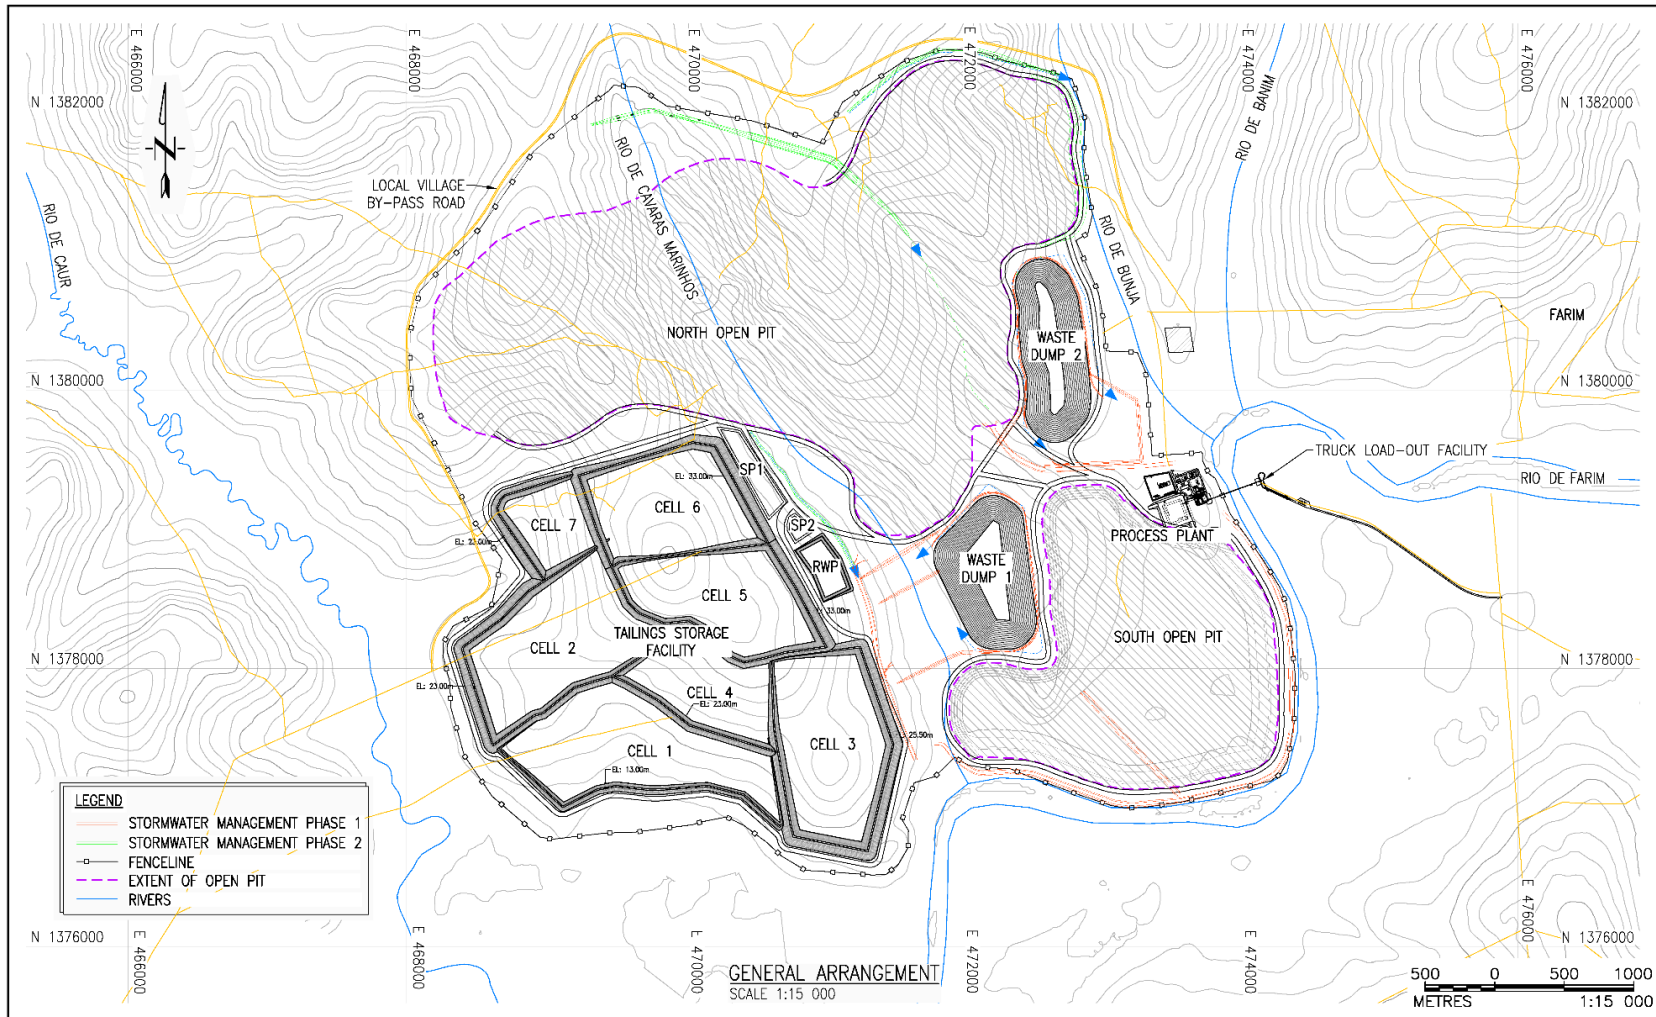 E 466000
E 468000
E 470000
E 472000
E 474000
E 476000
N 1382000
N 1382000
RIO DE BANIM
RIO DE CAVARAS MARINHOS
LOCAL VILLAGE
BY-PASS ROAD
RIO DE CAUR
RIO DE BUNJA
NORTH OPEN PIT
WASTE
DUMP 2
FARIM
N 1380000
N 1380000
TRUCK LOAD-OUT FACILITY
RIO DE FARIM
SP1
EL: 33.00m
CELL 6
CELL 7
EL: 23.00m
SP2
RWP
PROCESS PLANT
WASTE
DUMP 1
CELL 5
33.00m
TAILINGS STORAGE
FACILITY
CELL 2
SOUTH OPEN PIT
N 1378000
N 1378000
EL: 23.00m
CELL 4
EL: 23.00m
CELL 1
CELL 3
25.50m
EL: 13.00m
LEGEND
STORMWATER MANAGEMENT PHASE 1
STORMWATER MANAGEMENT PHASE 2
FENCELINE
EXTENT OF OPEN PIT
RIVERS
N 1376000
N 1376000
E 466000
E 468000
E 470000
E 472000
E 474000
E 476000
GENERAL ARRANGEMENT
SCALE 1:15 000
500 0 500 1000
METRES 1:15 000